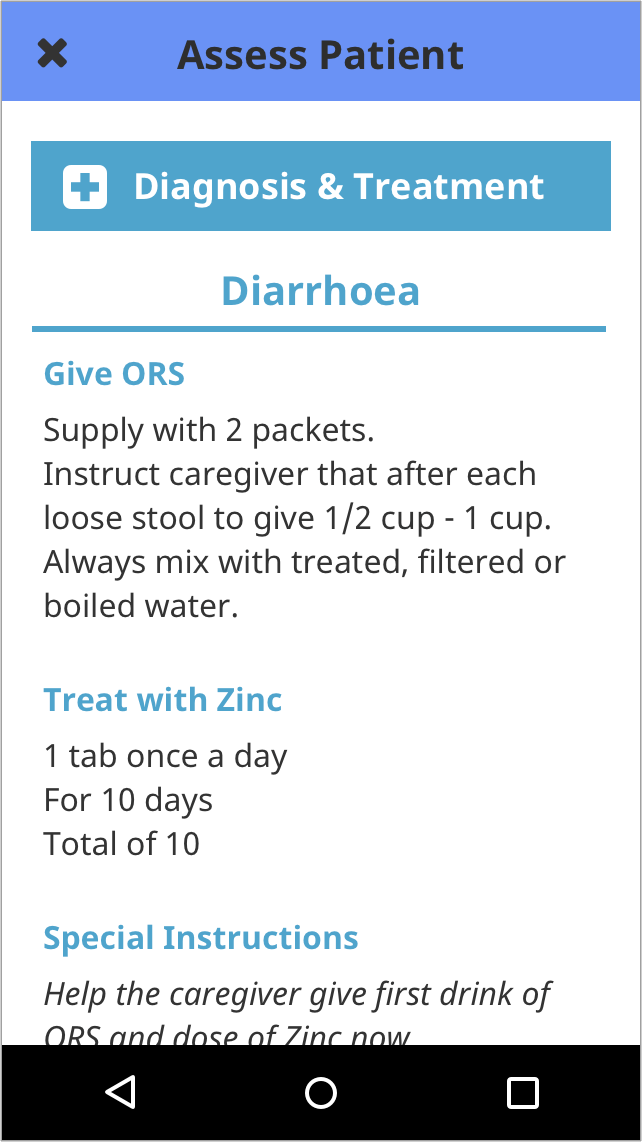 Assess Patient
Diagnosis & Treatment
Diarrhoea
Give ORS
Supply with 2 packets.
Instruct caregiver that after each
loose stool to give 1/2 cup - 1 cup.
Always mix with treated, filtered or
boiled water.
Treat with Zinc
1 tab once a day
For 10 days
Total of 10
Special Instructions
Help the caregiver give first drink of
ORS and dose of Zinc now